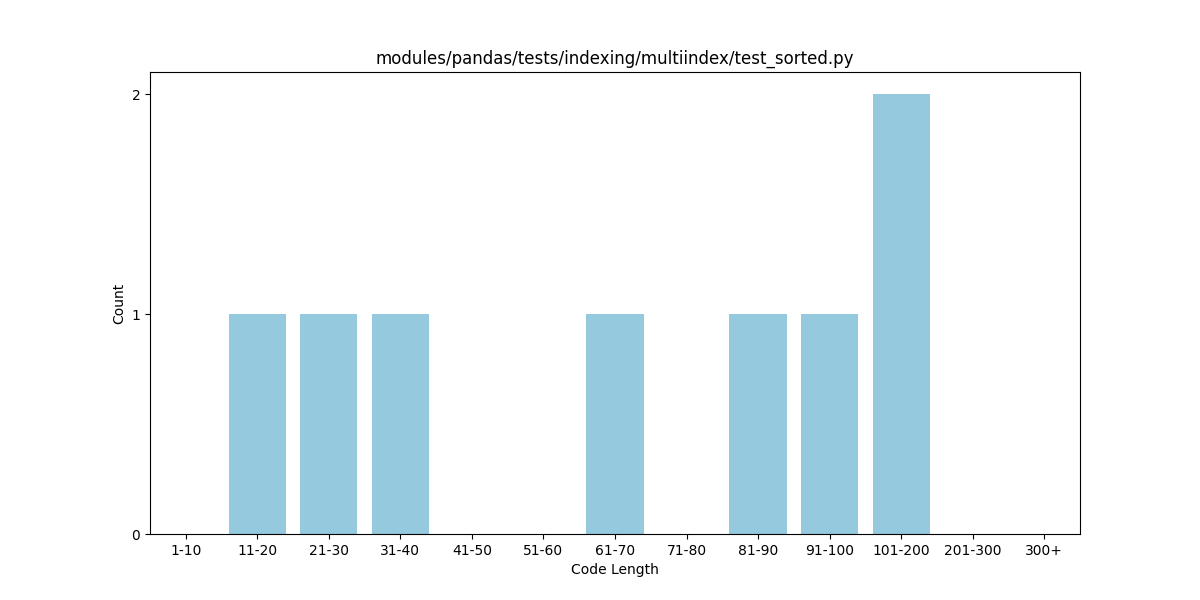 modules/pandas/tests/indexing/multiindex/test_sorted.py
2
1
0
Count
1-10 11-20 21-30 31-40 41-50 51-60 61-70 71-80 81-90 91-100 101-200 201-300 300+
Code Length